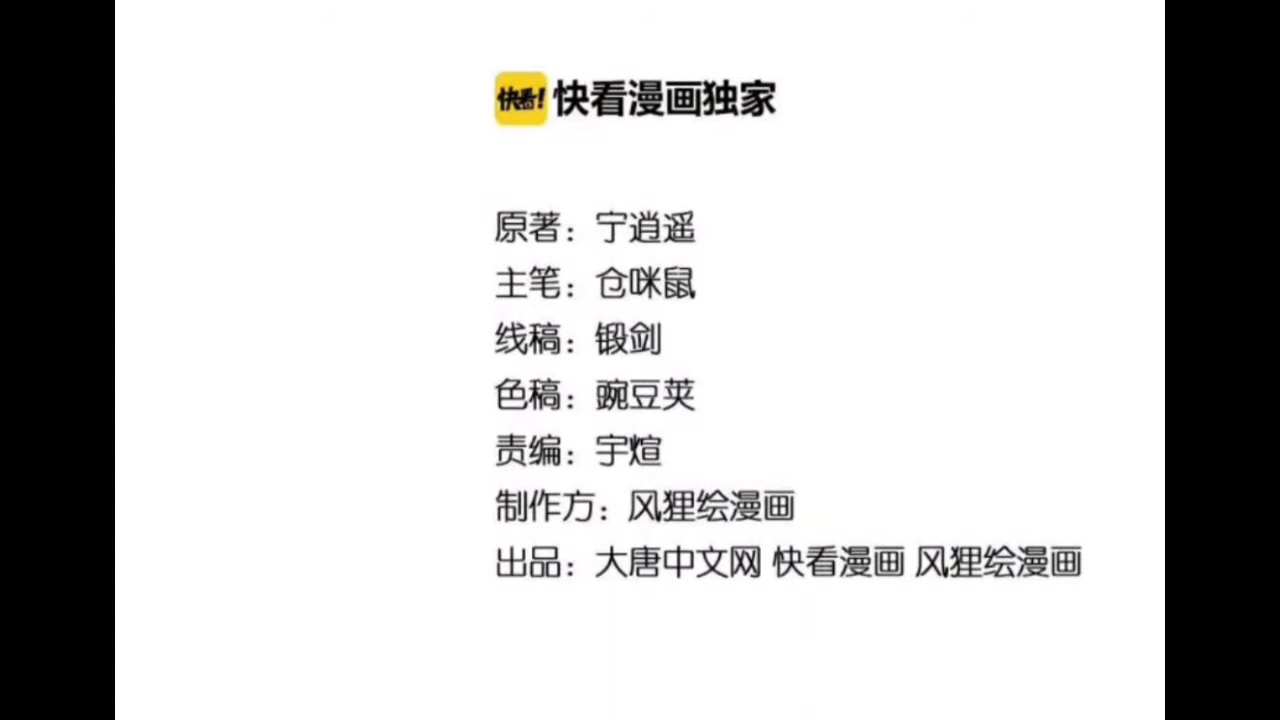 快看! 快看漫画独家
原著：宁逍遥
主笔：仓咪鼠
线稿：锻剑
色稿：豌豆荚
责编：宇煊
制作方：风狸绘漫画
出品：大唐中文网 快看漫画 风狸绘漫画